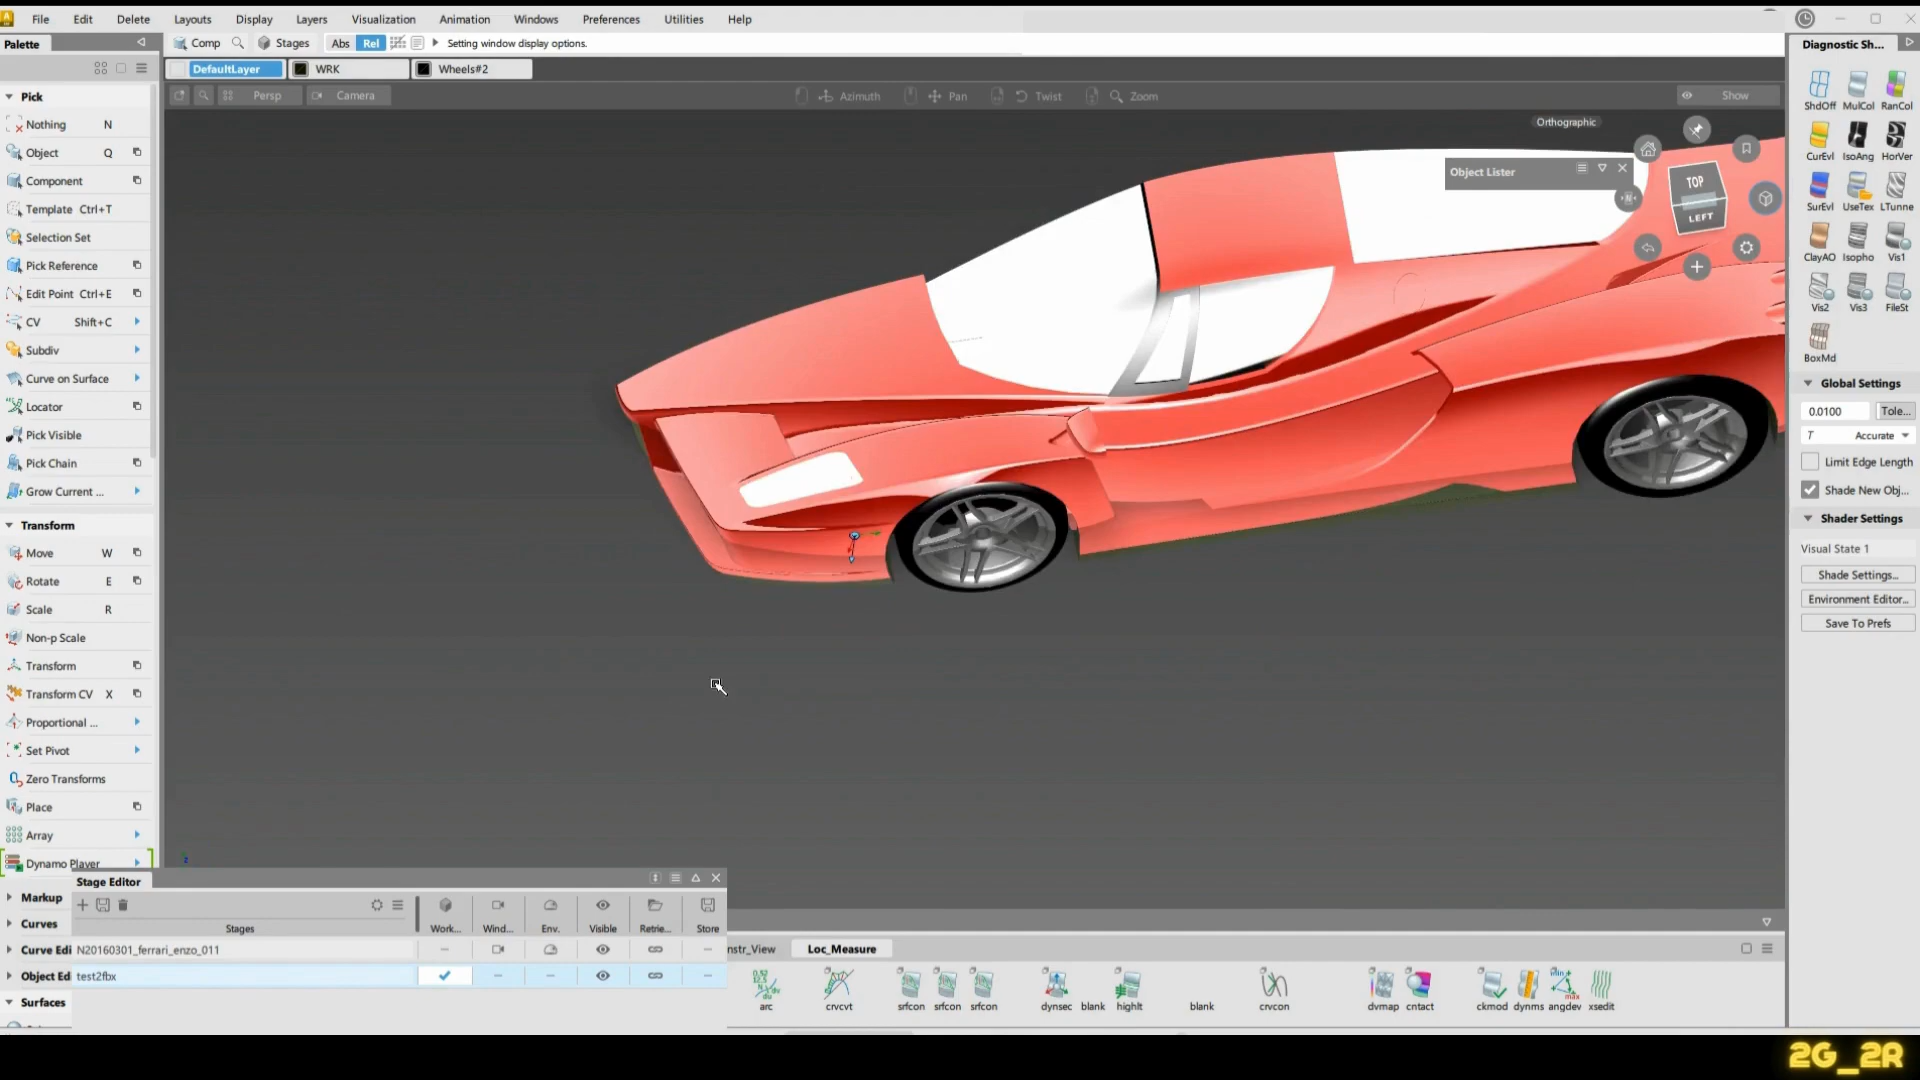 File Edit Delete Layouts Display Layers Visualization Animation Windows Preferences Utilities Help
Palette
Comp Stages Abs Rel Setting window display options.
Diagnostic Sh...
DefaultLayer WRK Wheels#2
Persp Camera Azimuth Pan Twist Zoom Show
Pick
Nothing N
Object Q
Component
Template Ctrl+T
Selection Set
Pick Reference
Edit Point Ctrl+E
CV Shift+C
Subdiv
Curve on Surface
Locator
Pick Visible
Pick Chain
Grow Current ...
Transform
Move W
Rotate E
Scale R
Non-p Scale
Transform
Transform CV X
Proportional ...
Set Pivot
Zero Transforms
Place
Array
Dynamo Player
Markup
Curves
Curve Edi
Object Ed
Surfaces
Orthographic
Object Lister
TOP
LEFT
ShdOff MulCol RanCol
CurEvl IsoAng HorVer
SurEvl UseTex LTunne
ClayAO Isopho Vis1
Vis2 Vis3 FileSt
BoxMd
Global Settings
0.0100 Tole...
T Accurate
Limit Edge Length
Shade New Obj...
Shader Settings
Visual State 1
Shade Settings...
Environment Editor...
Save To Prefs
Stage Editor
Stages Work... Wind... Env. Visible Retrie... Store
N20160301_ferrari_enzo_011
test2fbx
nstr_View Loc_Measure
arc crvcvt srfcon srfcon srfcon dynsec blank highlt blank crvcon dvmap cntact ckmod dynms angdev xsedit
2G_2R